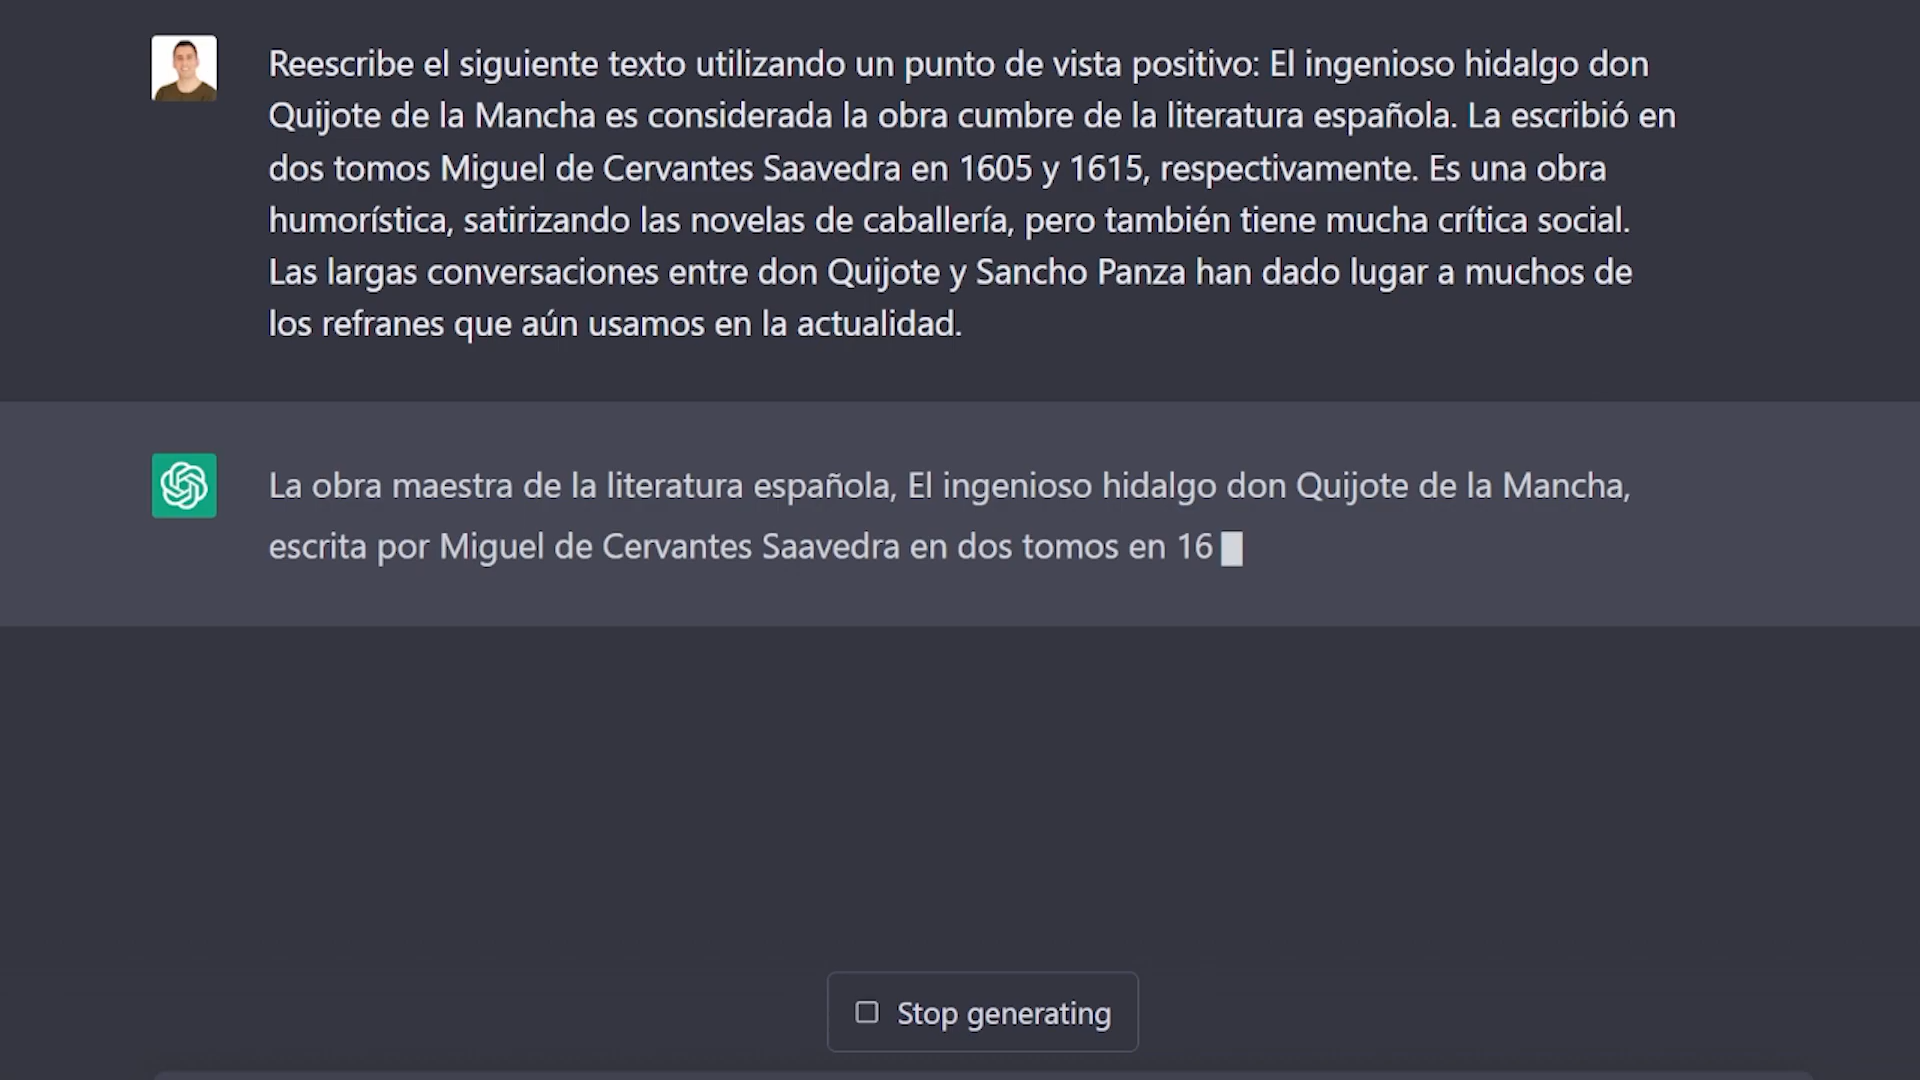 Reescribe el siguiente texto utilizando un punto de vista positivo: El ingenioso hidalgo don
Quijote de la Mancha es considerada la obra cumbre de la literatura española. La escribió en
dos tomos Miguel de Cervantes Saavedra en 1605 y 1615, respectivamente. Es una obra
humorística, satirizando las novelas de caballería, pero también tiene mucha crítica social.
Las largas conversaciones entre don Quijote y Sancho Panza han dado lugar a muchos de
los refranes que aún usamos en la actualidad.
La obra maestra de la literatura española, El ingenioso hidalgo don Quijote de la Mancha,
escrita por Miguel de Cervantes Saavedra en dos tomos en 16
Stop generating